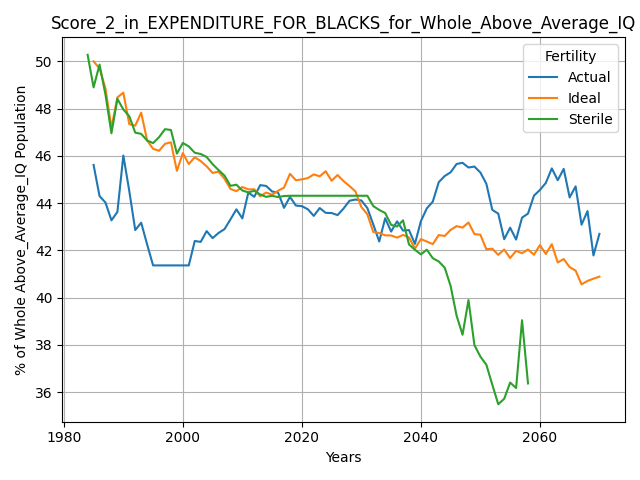 Score_2_in_EXPENDITURE_FOR_BLACKS_for_Whole_Above_Average_IQ
% of Whole Above_Average_IQ Population
50
48
46
44
42
40
38
36
Fertility
Actual
Ideal
Sterile
1980
2000
2020
2040
2060
Years